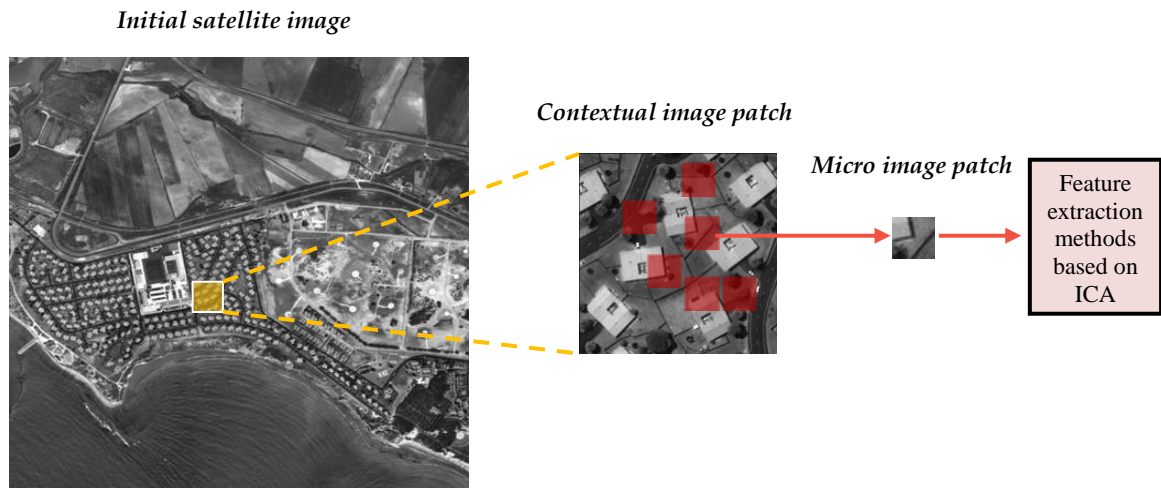 Initial satellite image
Contextual image patch
Micro image patch
Feature
extraction
methods
based on
ICA